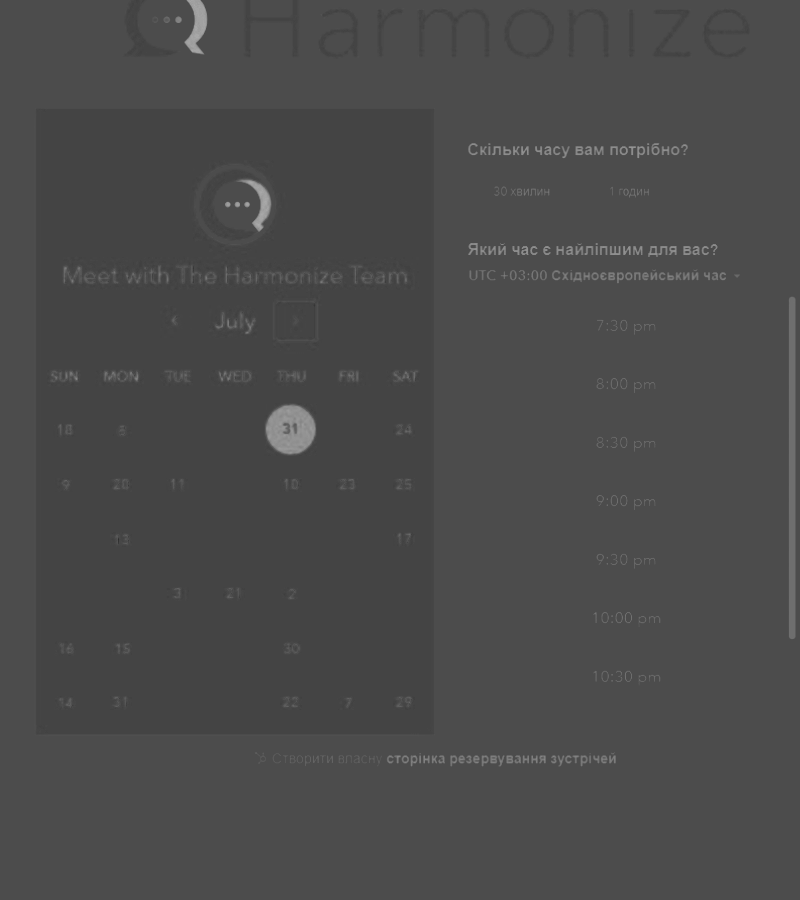 Harmonize
Meet with The Harmonize Team
July
SUN MON TUE WED THU FRI SAT
18 31 24
9 20 11 10 23 25
13 17
3 21 2
16 15 30
14 31 22 7 29
Скільки часу вам потрібно?
30 хвилин 1 годин
Який час є найліпшим для вас?
UTC +03:00 Східноєвропейський час
7:30 pm
8:00 pm
8:30 pm
9:00 pm
9:30 pm
10:00 pm
10:30 pm
Створити власну сторінка резервування зустрічей